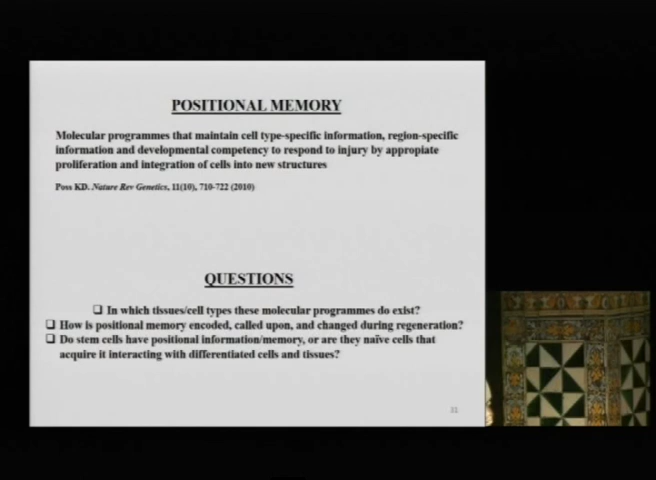 POSITIONAL MEMORY
Molecular programmes that maintain cell type-specific information, region-specific
information and developmental competency to respond to injury by appropiate
proliferation and integration of cells into new structures
Poss KD. Nature Rev Genetics, 11(10), 710-722 (2010)
QUESTIONS
❑ In which tissues/cell types these molecular programmes do exist?
❑ How is positional memory encoded, called upon, and changed during regeneration?
❑ Do stem cells have positional information/memory, or are they naïve cells that
acquire it interacting with differentiated cells and tissues?
31